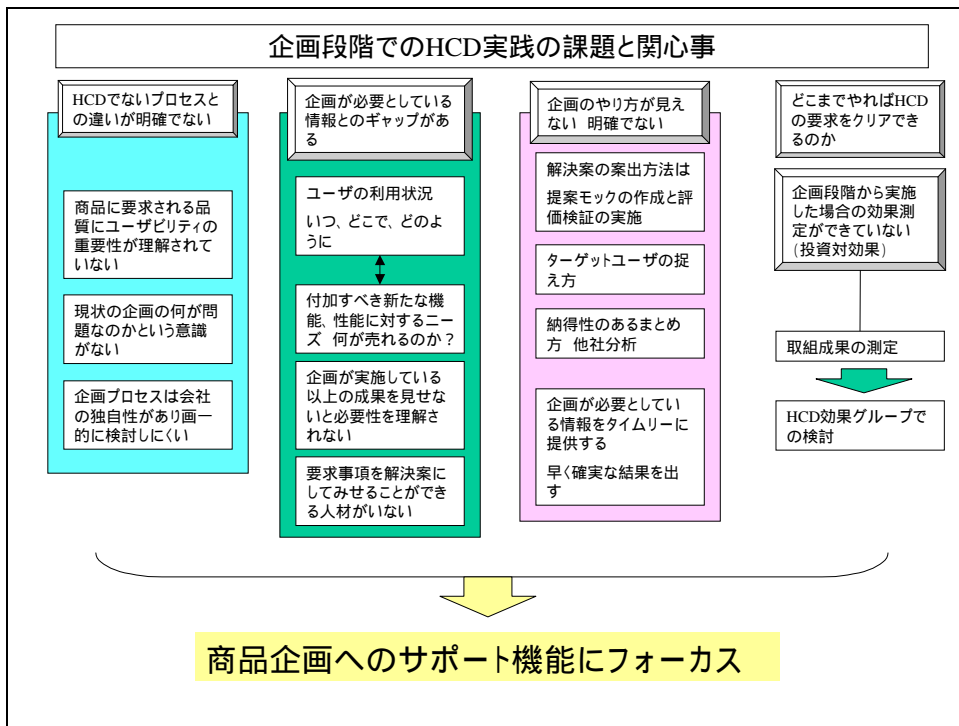 企画段階でのHCD実践の課題と関心事
HCDでないプロセスと
の違いが明確でない
商品に要求される品
質にユーザビリティの
重要性が理解されて
いない
現状の企画の何が問
題なのかという意識
がない
企画プロセスは会社
の独自性があり画一
的に検討しにくい
企画が必要としている
情報とのギャップがあ
る
ユーザの利用状況
いつ、どこで、どのよ
うに
付加すべき新たな機
能、性能に対するニー
ズ 何が売れるのか？
企画が実施している
以上の成果を見せな
いと必要性を理解さ
れない
要求事項を解決案に
してみせることができ
る人材がいない
企画のやり方が見え
ない 明確でない
解決案の案出方法は
提案モックの作成と評
価検証の実施
ターゲットユーザの捉
え方
納得性のあるまとめ
方 他社分析
企画が必要としてい
る情報をタイムリーに
提供する
早く確実な結果を出
す
どこまでやればHCD
の要求をクリアでき
るのか
企画段階から実施
した場合の効果測
定ができていない
(投資対効果)
取組成果の測定
HCD効果グループで
の検討
商品企画へのサポート機能にフォーカス